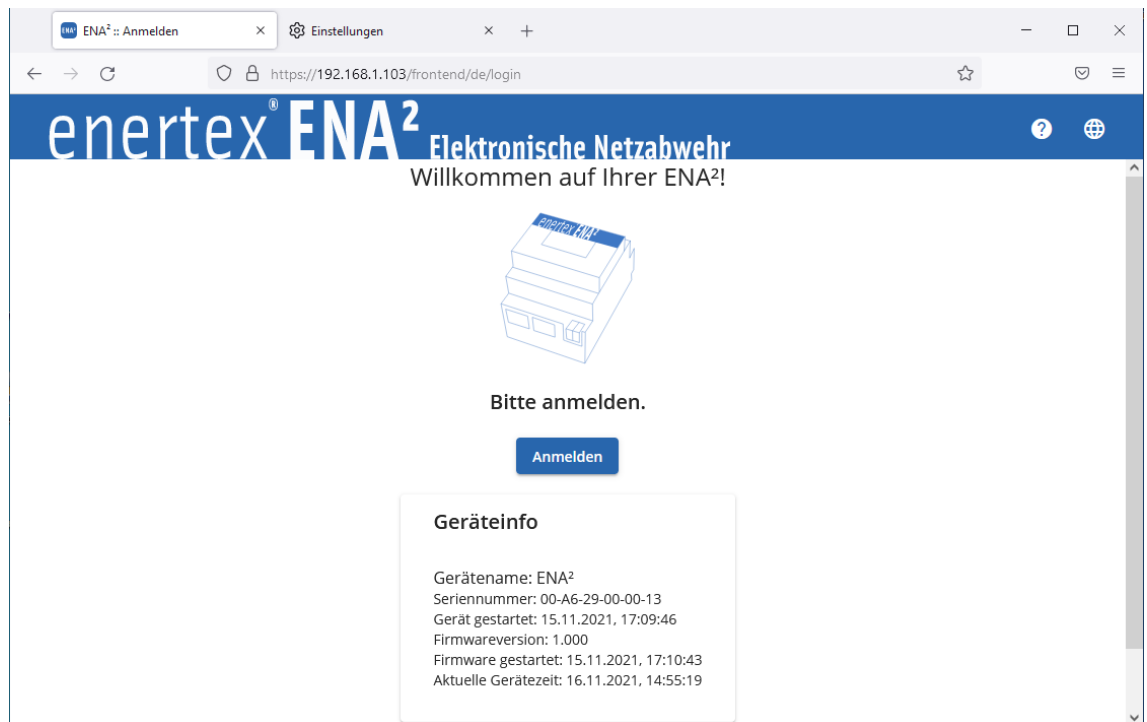 ENA² :: Anmelden
Einstellungen
https://192.168.1.103/frontend/de/login
enertex® ENA² Elektronische Netzabwehr
Willkommen auf Ihrer ENA²!
enertex ENA²
Bitte anmelden.
Anmelden
Geräteinfo
Gerätename: ENA²
Seriennummer: 00-A6-29-00-00-13
Gerät gestartet: 15.11.2021, 17:09:46
Firmwareversion: 1.000
Firmware gestartet: 15.11.2021, 17:10:43
Aktuelle Gerätezeit: 16.11.2021, 14:55:19